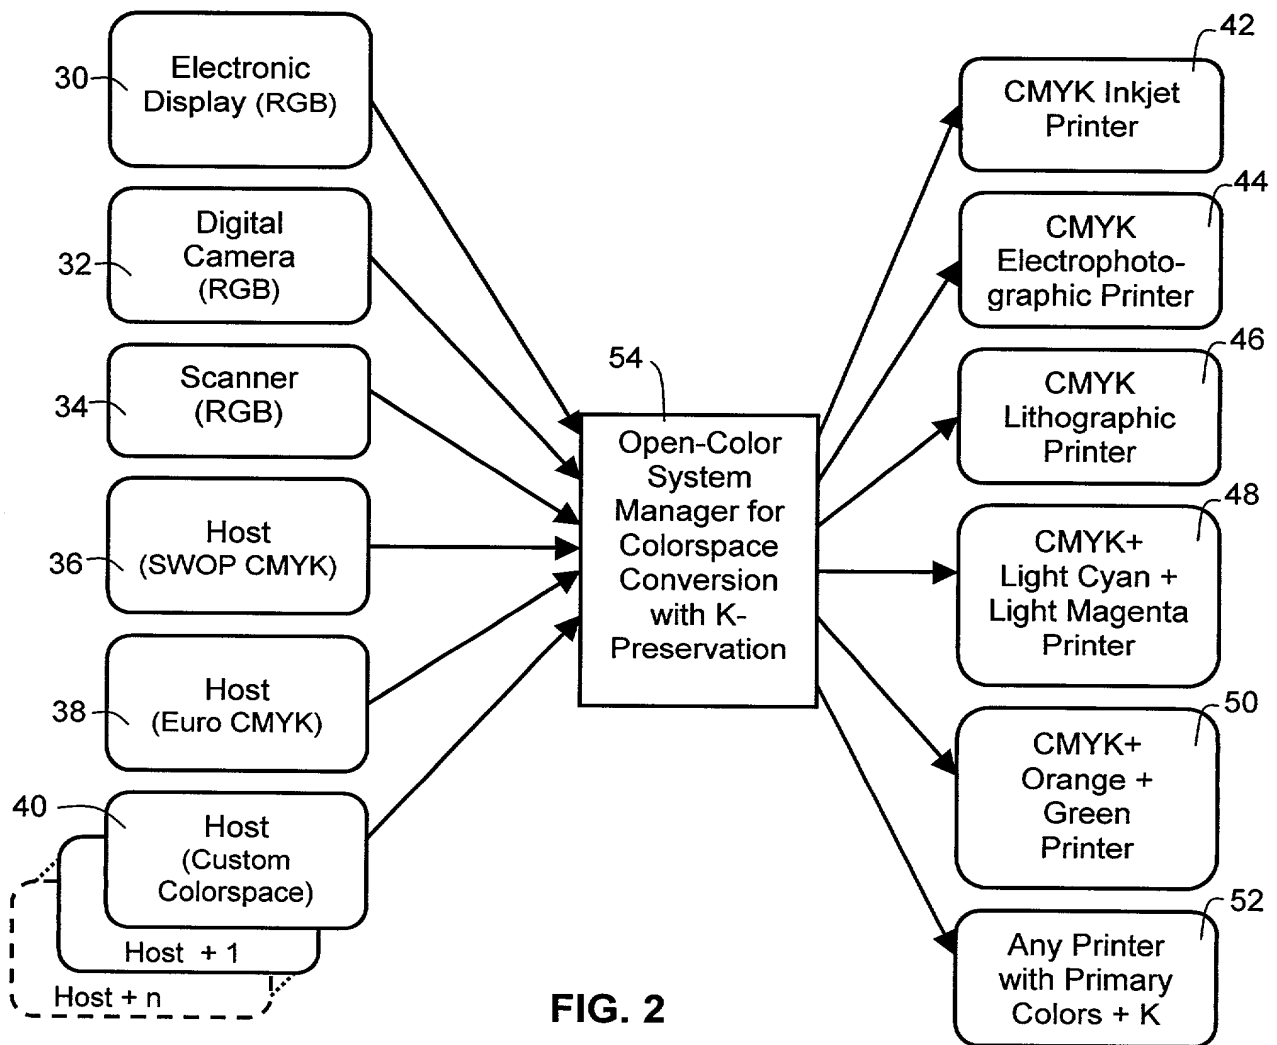 30
Electronic
Display (RGB)
32
Digital
Camera
(RGB)
34
Scanner
(RGB)
36
Host
(SWOP CMYK)
38
Host
(Euro CMYK)
40
Host
(Custom
Colorspace)
Host + 1
Host + n
54
Open-Color
System
Manager for
Colorspace
Conversion
with K-
Preservation
42
CMYK Inkjet
Printer
44
CMYK
Electrophoto-
graphic Printer
46
CMYK
Lithographic
Printer
48
CMYK+
Light Cyan +
Light Magenta
Printer
50
CMYK+
Orange +
Green
Printer
52
Any Printer
with Primary
Colors + K
FIG. 2